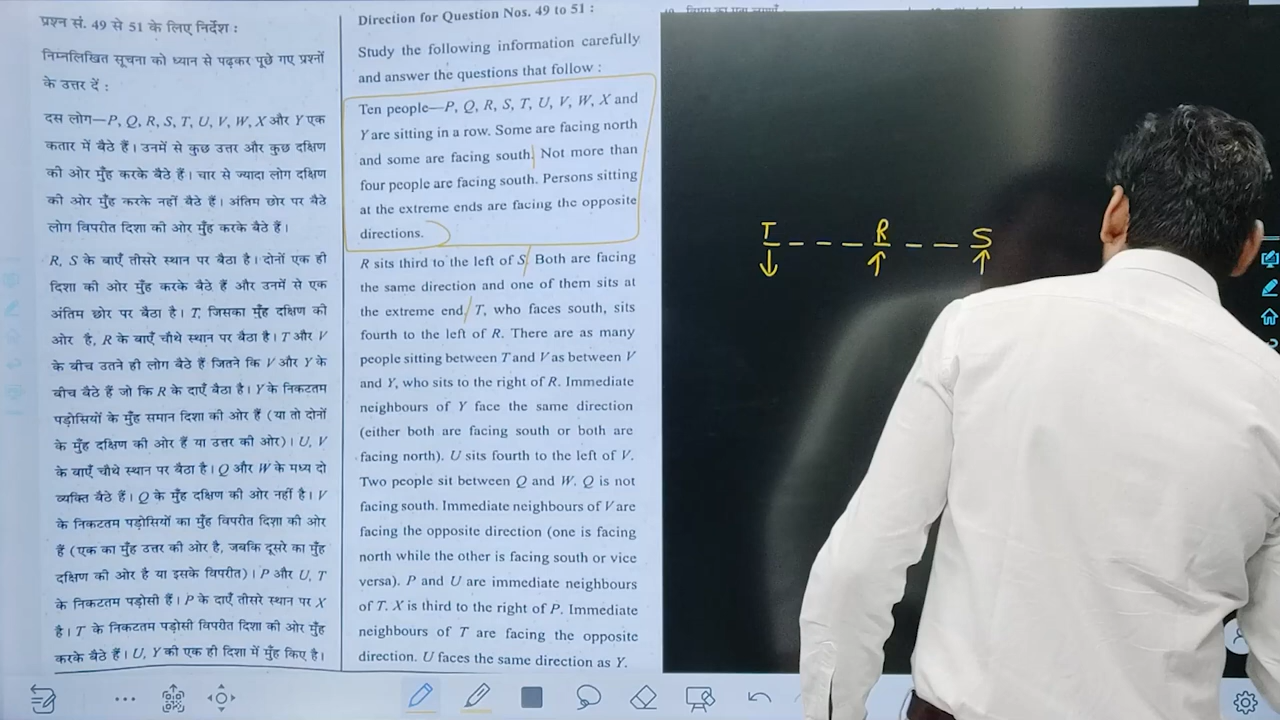 प्रश्न सं. 49 से 51 के लिए निर्देश :
निम्नलिखित सूचना को ध्यान से पढ़कर पूछे गए प्रश्नों
के उत्तर दें :
दस लोग—P, Q, R, S, T, U, V, W, X और Y एक
कतार में बैठे हैं। उनमें से कुछ उत्तर और कुछ दक्षिण
की ओर मुँह करके बैठे हैं। चार से ज्यादा लोग दक्षिण
की ओर मुँह करके नहीं बैठे हैं। अंतिम छोर पर बैठे
लोग विपरीत दिशा की ओर मुँह करके बैठे हैं।
R, S के बाएँ तीसरे स्थान पर बैठा है। दोनों एक ही
दिशा की ओर मुँह करके बैठे हैं और उनमें से एक
अंतिम छोर पर बैठा है। T, जिसका मुँह दक्षिण की
ओर है, R के बाएँ चौथे स्थान पर बैठा है। T और V
के बीच उतने ही लोग बैठे हैं जितने कि V और Y के
बीच बैठे हैं जो कि R के दाएँ बैठा है। Y के निकटतम
पड़ोसियों के मुँह समान दिशा की ओर हैं (या तो दोनों
के मुँह दक्षिण की ओर हैं या उत्तर की ओर)। U, V
के बाएँ चौथे स्थान पर बैठा है। Q और W के मध्य दो
व्यक्ति बैठे हैं। Q के मुँह दक्षिण की ओर नहीं है। V
के निकटतम पड़ोसियों का मुँह विपरीत दिशा की ओर
हैं (एक का मुँह उत्तर की ओर है, जबकि दूसरे का मुँह
दक्षिण की ओर है या इसके विपरीत)। P और U, T
के निकटतम पड़ोसी हैं। P के दाएँ तीसरे स्थान पर X
है। T के निकटतम पड़ोसी विपरीत दिशा की ओर मुँह
करके बैठे हैं। U, Y की एक ही दिशा में मुँह किए है।
Direction for Question Nos. 49 to 51 :
Study the following information carefully
and answer the questions that follow :
Ten people—P, Q, R, S, T, U, V, W, X and
Y are sitting in a row. Some are facing north
and some are facing south. Not more than
four people are facing south. Persons sitting
at the extreme ends are facing the opposite
directions.
R sits third to the left of S. Both are facing
the same direction and one of them sits at
the extreme end. T, who faces south, sits
fourth to the left of R. There are as many
people sitting between T and V as between V
and Y, who sits to the right of R. Immediate
neighbours of Y face the same direction
(either both are facing south or both are
facing north). U sits fourth to the left of V.
Two people sit between Q and W. Q is not
facing south. Immediate neighbours of V are
facing the opposite direction (one is facing
north while the other is facing south or vice
versa). P and U are immediate neighbours
of T. X is third to the right of P. Immediate
neighbours of T are facing the opposite
direction. U faces the same direction as Y.
T R S